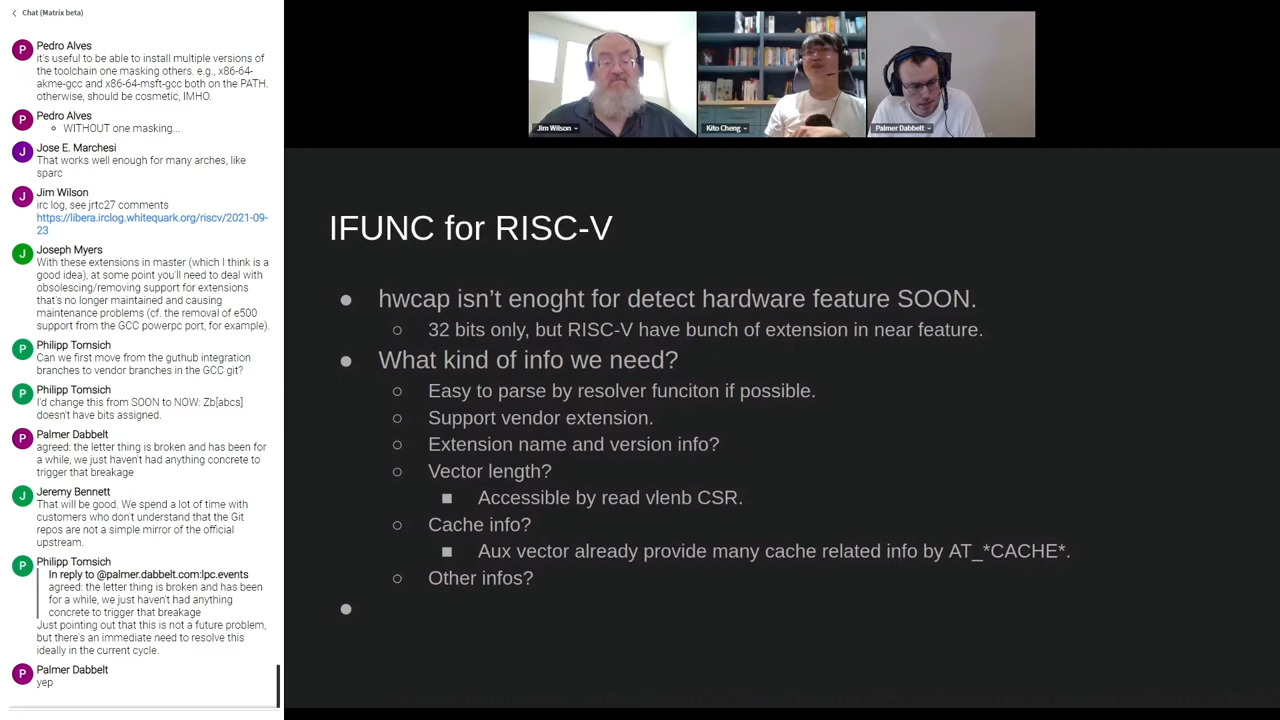 Chat (Matrix beta)
Pedro Alves
it's useful to be able to install multiple versions of
the toolchain one masking others. e.g., x86-64-
akme-gcc and x86-64-msft-gcc both on the PATH.
otherwise, should be cosmetic, IMHO.
Pedro Alves
WITHOUT one masking...
Jose E. Marchesi
That works well enough for many arches, like
sparc
Jim Wilson
irc log, see jrtc27 comments
https://libera.irclog.whitequark.org/riscv/2021-09-
23
Joseph Myers
With these extensions in master (which I think is a
good idea), at some point you'll need to deal with
obsolescing/removing support for extensions
that's no longer maintained and causing
maintenance problems (cf. the removal of e500
support from the GCC powerpc port, for example).
Philipp Tomsich
Can we first move from the guthub integration
branches to vendor branches in the GCC git?
Philipp Tomsich
I'd change this from SOON to NOW: Zb[abcs]
doesn't have bits assigned.
Palmer Dabbelt
agreed: the letter thing is broken and has been for
a while, we just haven't had anything concrete to
trigger that breakage
Jeremy Bennett
That will be good. We spend a lot of time with
customers who don't understand that the Git
repos are not a simple mirror of the official
upstream.
Philipp Tomsich
In reply to @palmer.dabbelt.com:lpc.events
agreed: the letter thing is broken and has been
for a while, we just haven't had anything
concrete to trigger that breakage
Just pointing out that this is not a future problem,
but there's an immediate need to resolve this
ideally in the current cycle.
Palmer Dabbelt
yep
Jim Wilson
Kito Cheng
Palmer Dabbelt
IFUNC for RISC-V
hwcap isn't enoght for detect hardware feature SOON.
32 bits only, but RISC-V have bunch of extension in near feature.
What kind of info we need?
Easy to parse by resolver funciton if possible.
Support vendor extension.
Extension name and version info?
Vector length?
Accessible by read vlenb CSR.
Cache info?
Aux vector already provide many cache related info by AT_*CACHE*.
Other infos?